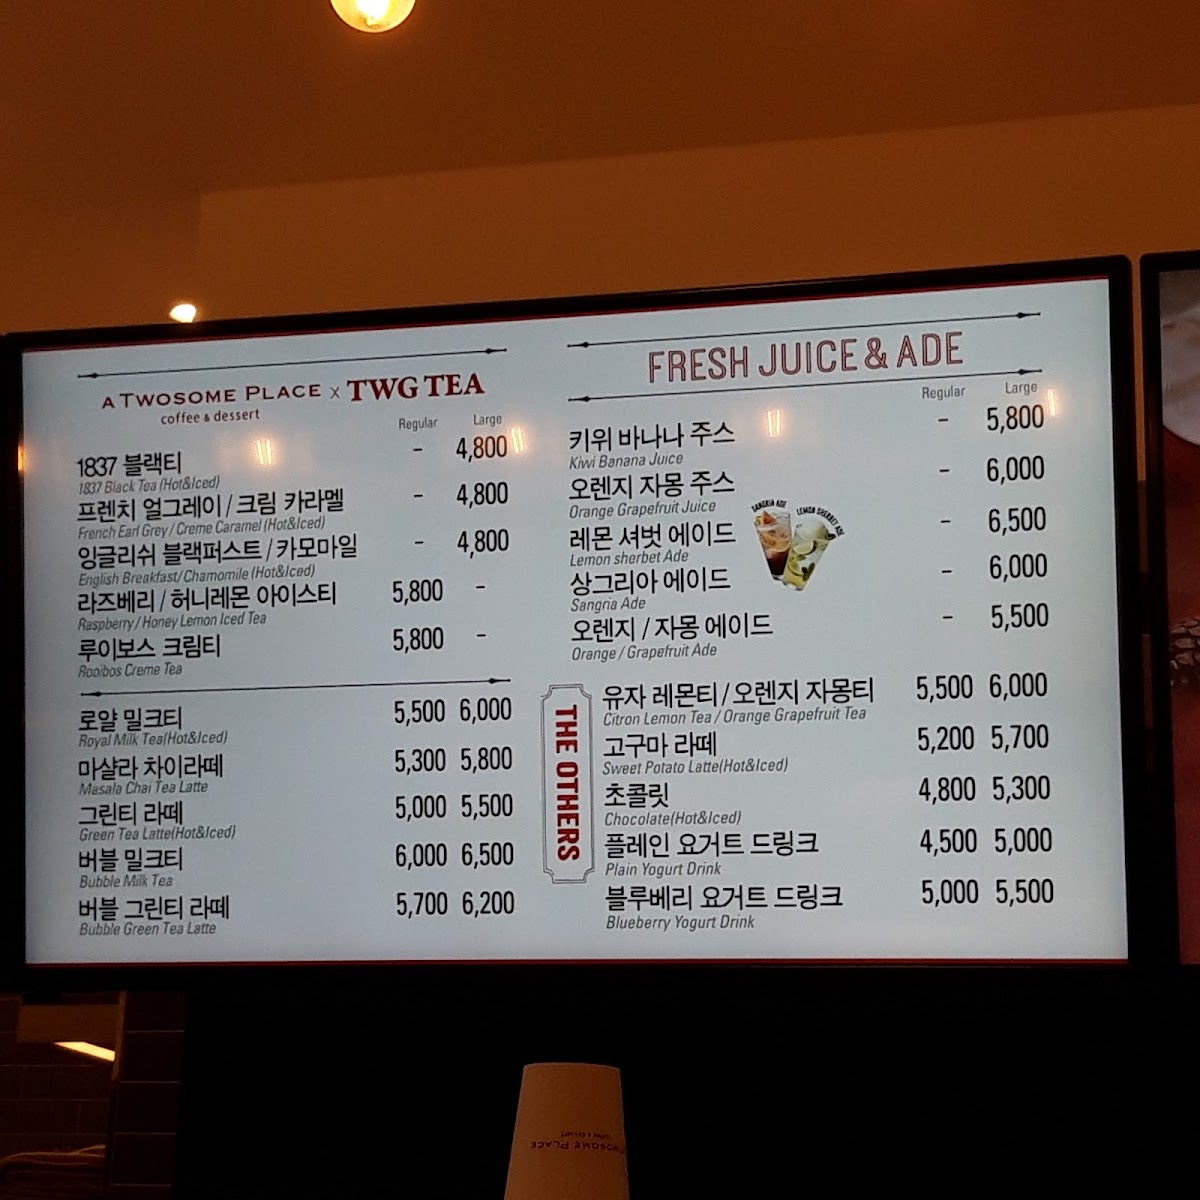 A TWOSOME PLACE x TWG TEA
coffee & dessert
Regular Large
1837 블랙티 - 4,800
1837 Black Tea (Hot&Iced)
프렌치 얼그레이 / 크림 카라멜 - 4,800
French Earl Grey / Creme Caramel (Hot&Iced)
잉글리쉬 블랙퍼스트 / 카모마일 - 4,800
English Breakfast/ Chamomile (Hot&Iced)
라즈베리 / 허니레몬 아이스티 5,800 -
Raspberry / Honey Lemon Iced Tea
루이보스 크림티 5,800 -
Rooibos Creme Tea
로얄 밀크티 5,500 6,000
Royal Milk Tea(Hot&Iced)
마샬라 차이라떼 5,300 5,800
Masala Chai Tea Latte
그린티 라떼 5,000 5,500
Green Tea Latte(Hot&Iced)
버블 밀크티 6,000 6,500
Bubble Milk Tea
버블 그린티 라떼 5,700 6,200
Bubble Green Tea Latte
FRESH JUICE & ADE
Regular Large
키위 바나나 주스 - 5,800
Kiwi Banana Juice
오렌지 자몽 주스 - 6,000
Orange Grapefruit Juice
레몬 셔벗 에이드 - 6,500
Lemon sherbet Ade
상그리아 에이드 - 6,000
Sangria Ade
오렌지 / 자몽 에이드 - 5,500
Orange / Grapefruit Ade
SANGRIA ADE
LEMON SHERBET ADE
THE OTHERS
유자 레몬티 / 오렌지 자몽티 5,500 6,000
Citron Lemon Tea / Orange Grapefruit Tea
고구마 라떼 5,200 5,700
Sweet Potato Latte(Hot&Iced)
초콜릿 4,800 5,300
Chocolate(Hot&Iced)
플레인 요거트 드링크 4,500 5,000
Plain Yogurt Drink
블루베리 요거트 드링크 5,000 5,500
Blueberry Yogurt Drink
TWOSOME PLACE